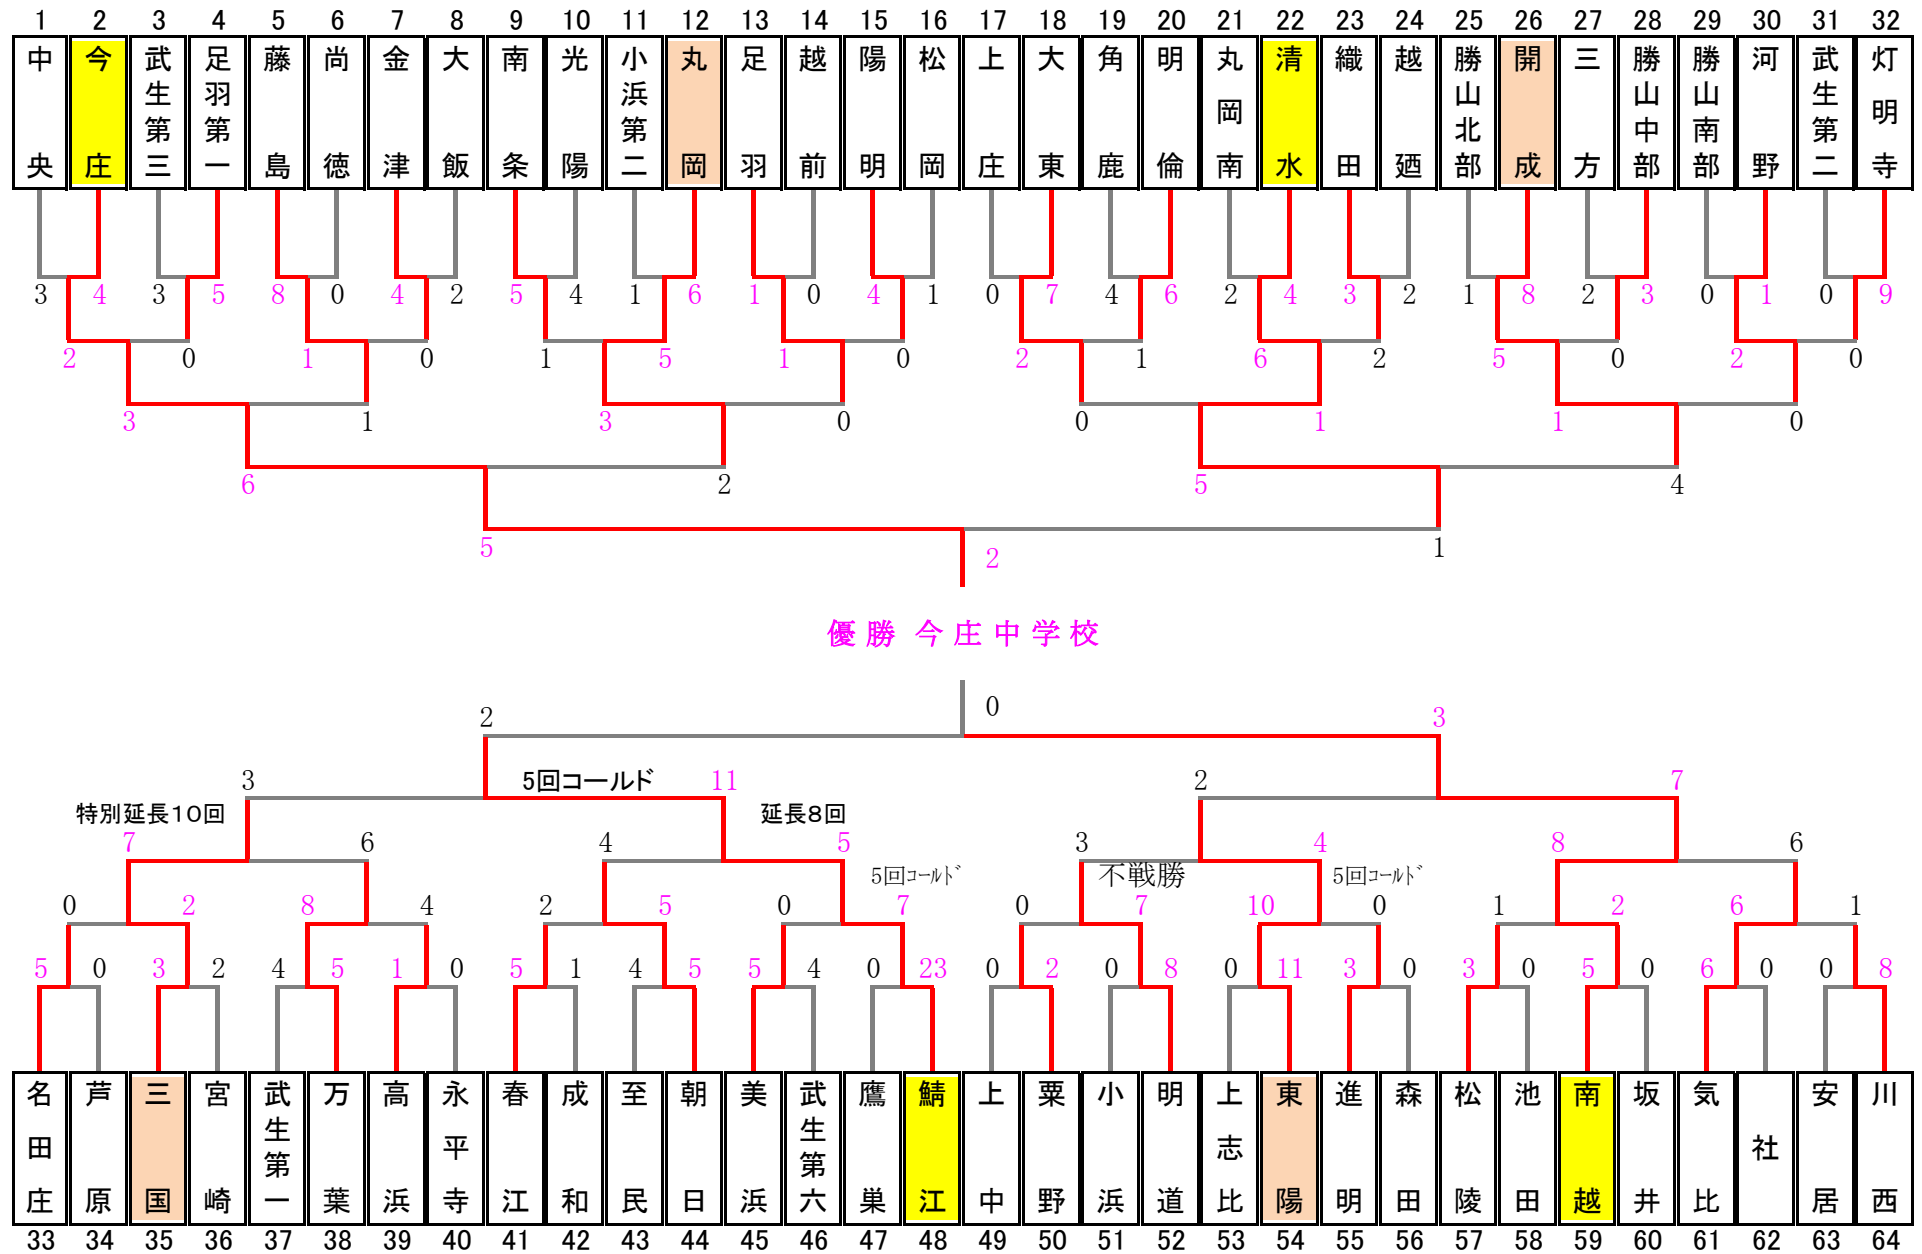 1 2 3 4 5 6 7 8 9 10 11 12 13 14 15 16 17 18 19 20 21 22 23 24 25 26 27 28 29 30 31 32
中央 今庄 武生第三 足羽第一 藤島 尚徳 金津 大飯 南条 光陽 小浜第二 丸岡 足羽 越前 陽明 松岡 上庄 大東 角鹿 明倫 丸岡南 清水 織田 越廼 勝山北部 開成 三方 勝山中部 勝山南部 河野 武生第二 灯明寺
3 4 3 5 8 0 4 2 5 4 1 6 1 0 4 1 0 7 4 6 2 4 3 2 1 8 2 3 0 1 0 9
2 0 1 0 1 5 1 0 2 1 6 2 5 0 2 0
3 1 3 0 0 1 1 0
6 2 5 4
5 2 1
優勝 今庄中学校
2 0 3
3 5回コールド 11 2 7
特別延長10回 延長8回
7 6 4 5 3 4 8 6
5回コールド 不戦勝 5回コールド
0 2 8 4 2 5 0 7 0 7 10 0 1 2 6 1
5 0 3 2 4 5 1 0 5 1 4 5 5 4 0 23 0 2 0 8 0 11 3 0 3 0 5 0 6 0 0 8
名田庄 芦原 三国 宮崎 武生第一 万葉 高浜 永平寺 春江 成和 至民 朝日 美浜 武生第六 鷹巣 鯖江 上中 粟野 小浜 明道 上志比 東陽 進明 森田 松陵 池田 南越 坂井 気比 社 安居 川西
33 34 35 36 37 38 39 40 41 42 43 44 45 46 47 48 49 50 51 52 53 54 55 56 57 58 59 60 61 62 63 64